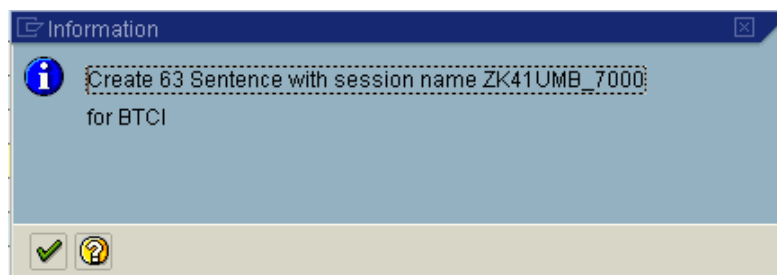 Information
Create 63 Sentence with session name ZK41UMB_7000
for BTCI